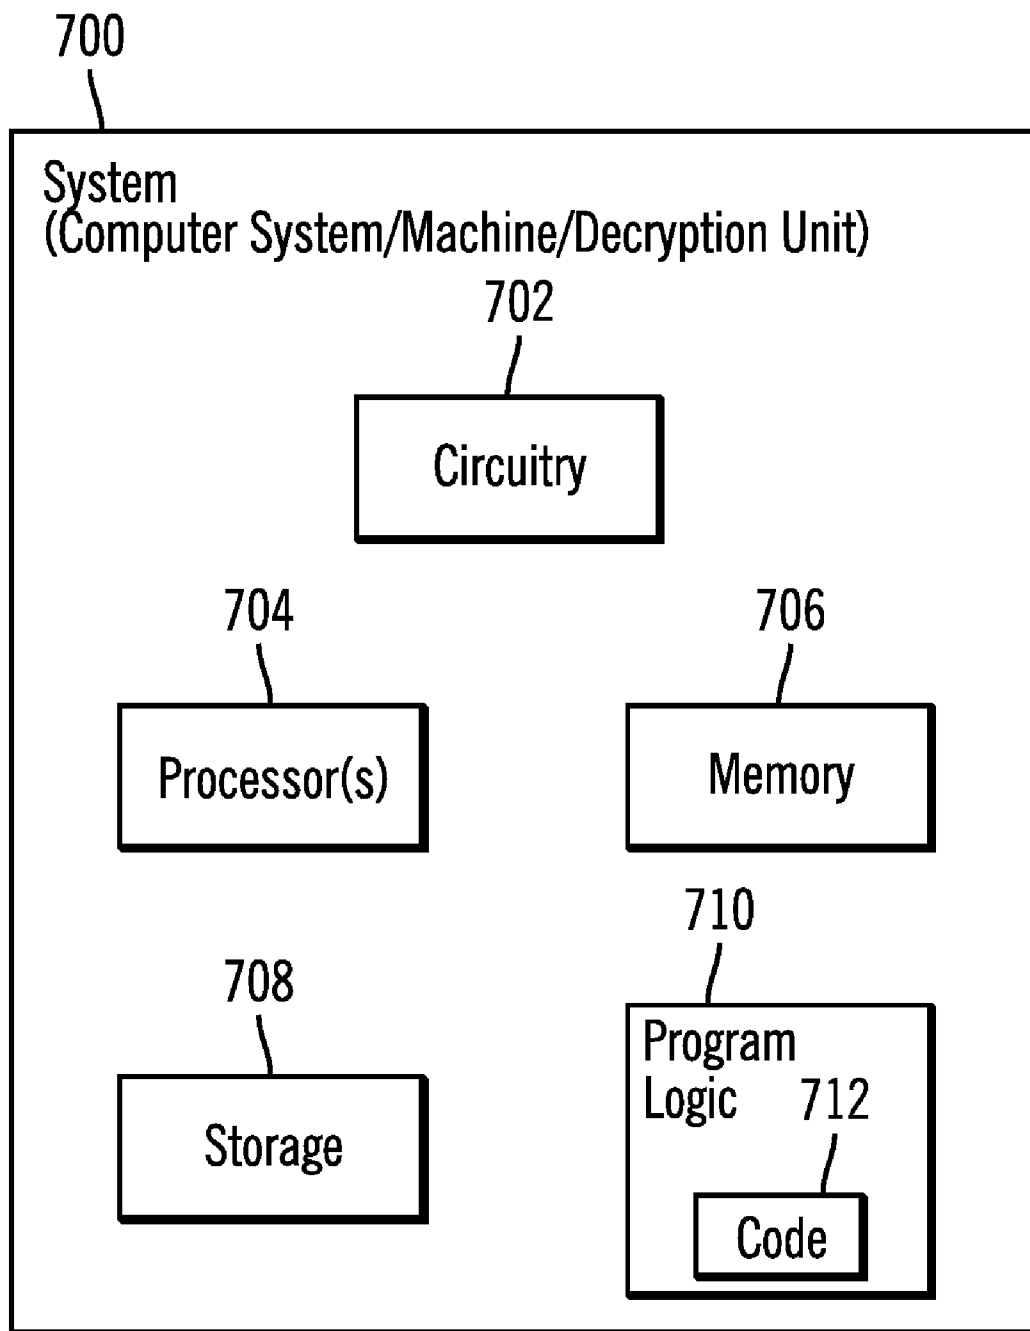 700
System
(Computer System/Machine/Decryption Unit)
702
Circuitry
704
706
Processor(s)
Memory
710
708
Program
Logic
712
Storage
Code